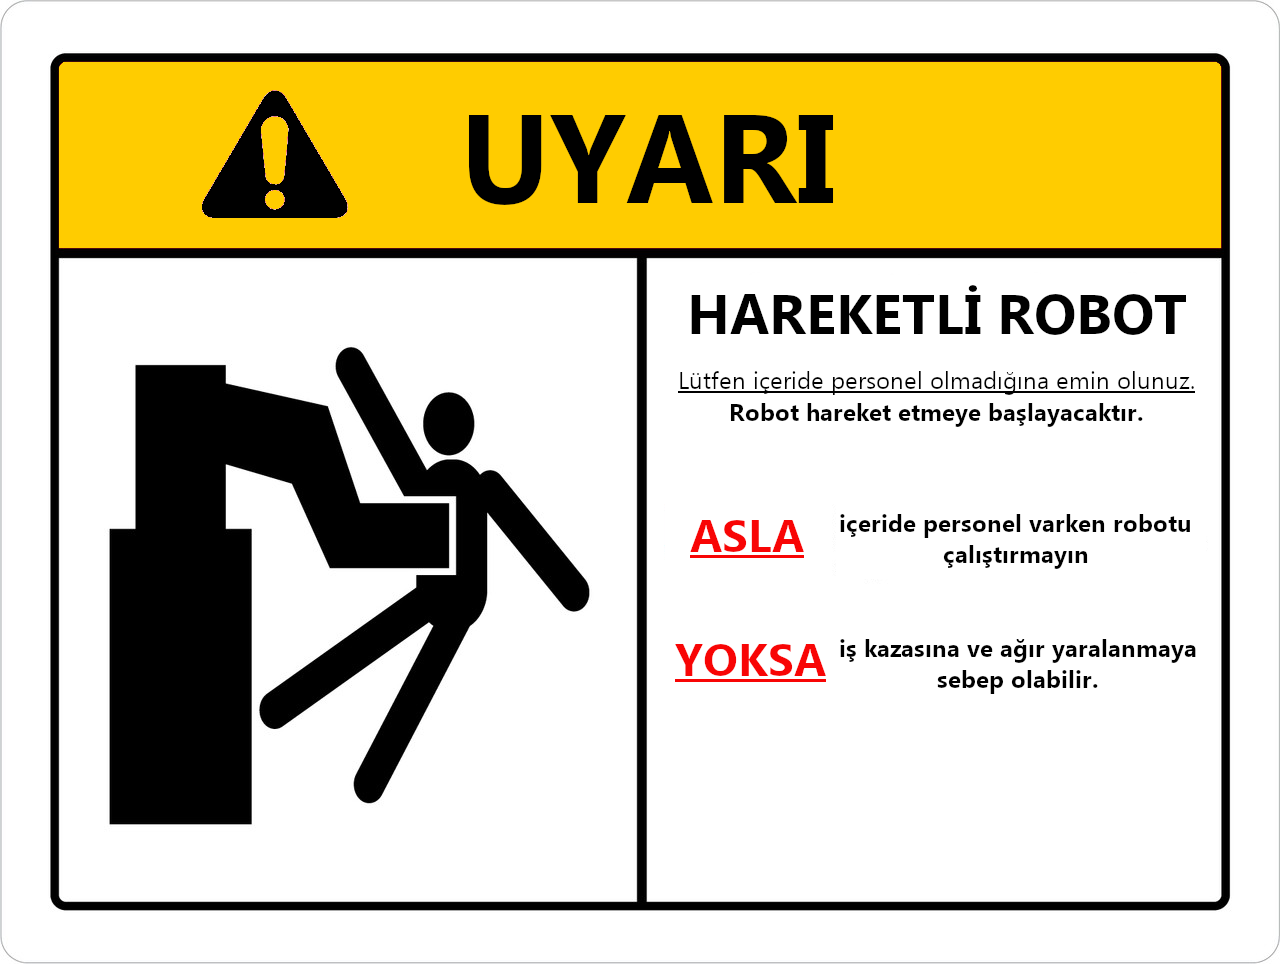 UYARI
HAREKETLİ ROBOT
Lütfen içeride personel olmadığına emin olunuz.
Robot hareket etmeye başlayacaktır.
ASLA içeride personel varken robotu
çalıştırmayın
YOKSA iş kazasına ve ağır yaralanmaya
sebep olabilir.